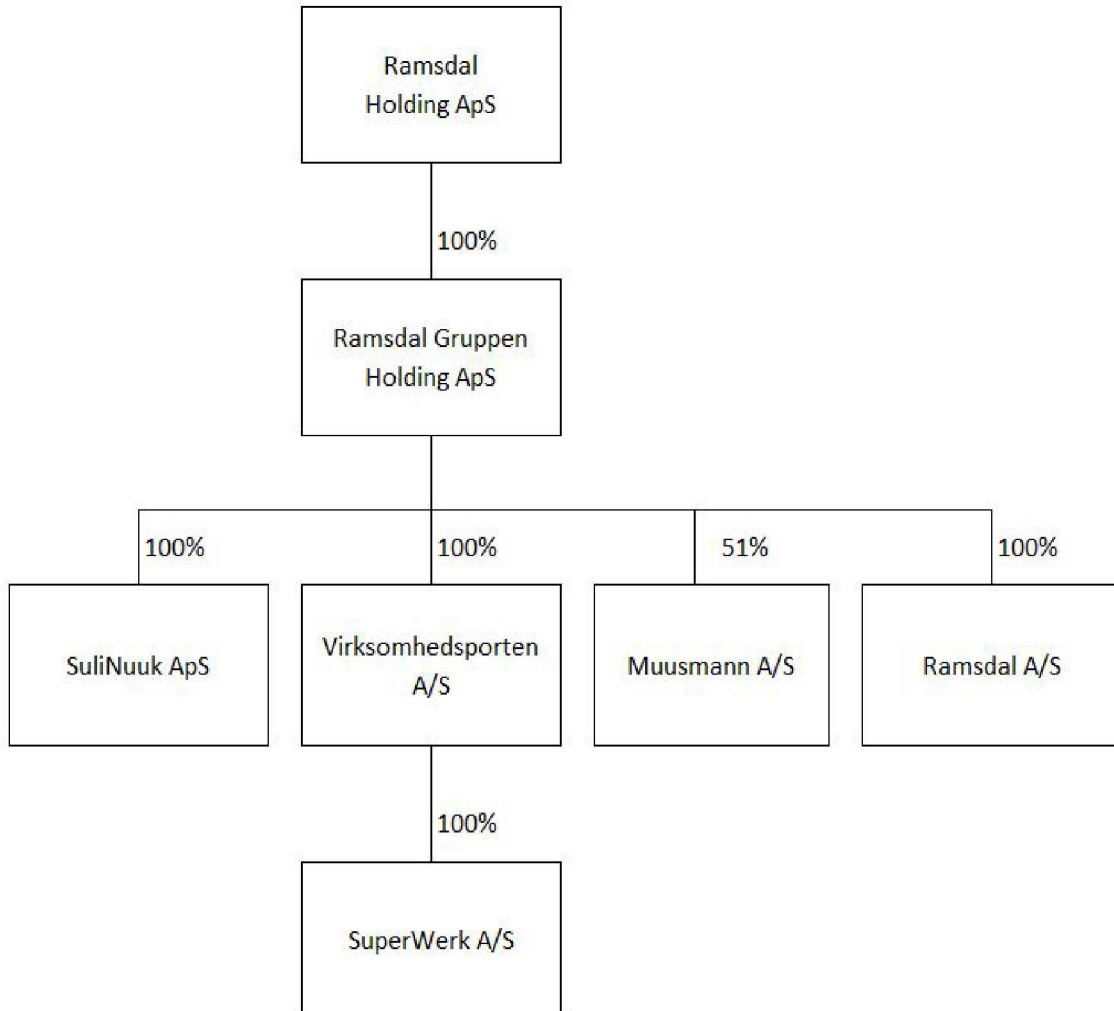 Ramsdal
Holding ApS
100%
Ramsdal Gruppen
Holding ApS
100%
100%
51%
100%
SuliNuuk ApS
Virksomhedsporten
A/S
Muusmann A/S
Ramsdal A/S
100%
SuperWerk A/S